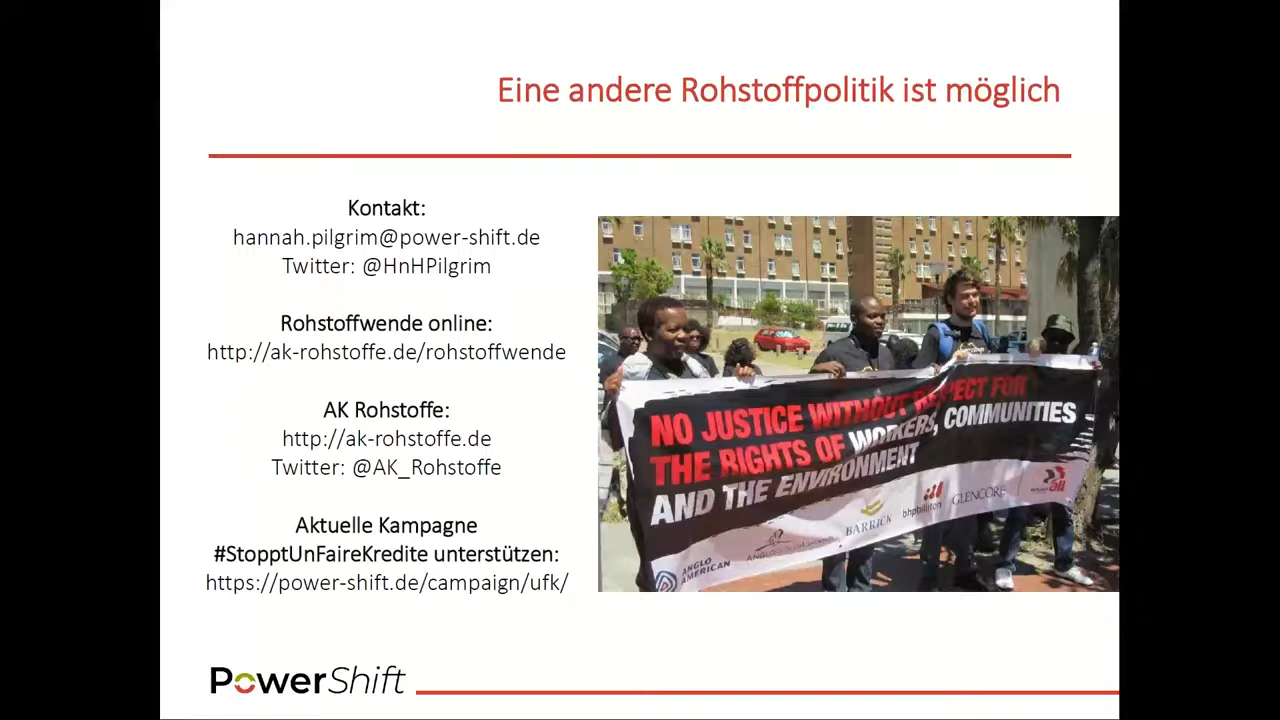 Eine andere Rohstoffpolitik ist möglich
Kontakt:
hannah.pilgrim@power-shift.de
Twitter: @HnHPilgrim
Rohstoffwende online:
http://ak-rohstoffe.de/rohstoffwende
AK Rohstoffe:
http://ak-rohstoffe.de
Twitter: @AK_Rohstoffe
Aktuelle Kampagne
#StopptUnFaireKredite unterstützen:
https://power-shift.de/campaign/ufk/
NO JUSTICE WITHOUT RESPECT FOR
THE RIGHTS OF WORKERS, COMMUNITIES
AND THE ENVIRONMENT
ANGLO
AMERICAN
BARRICK
bhpbilliton
GLENCORE
PowerShift